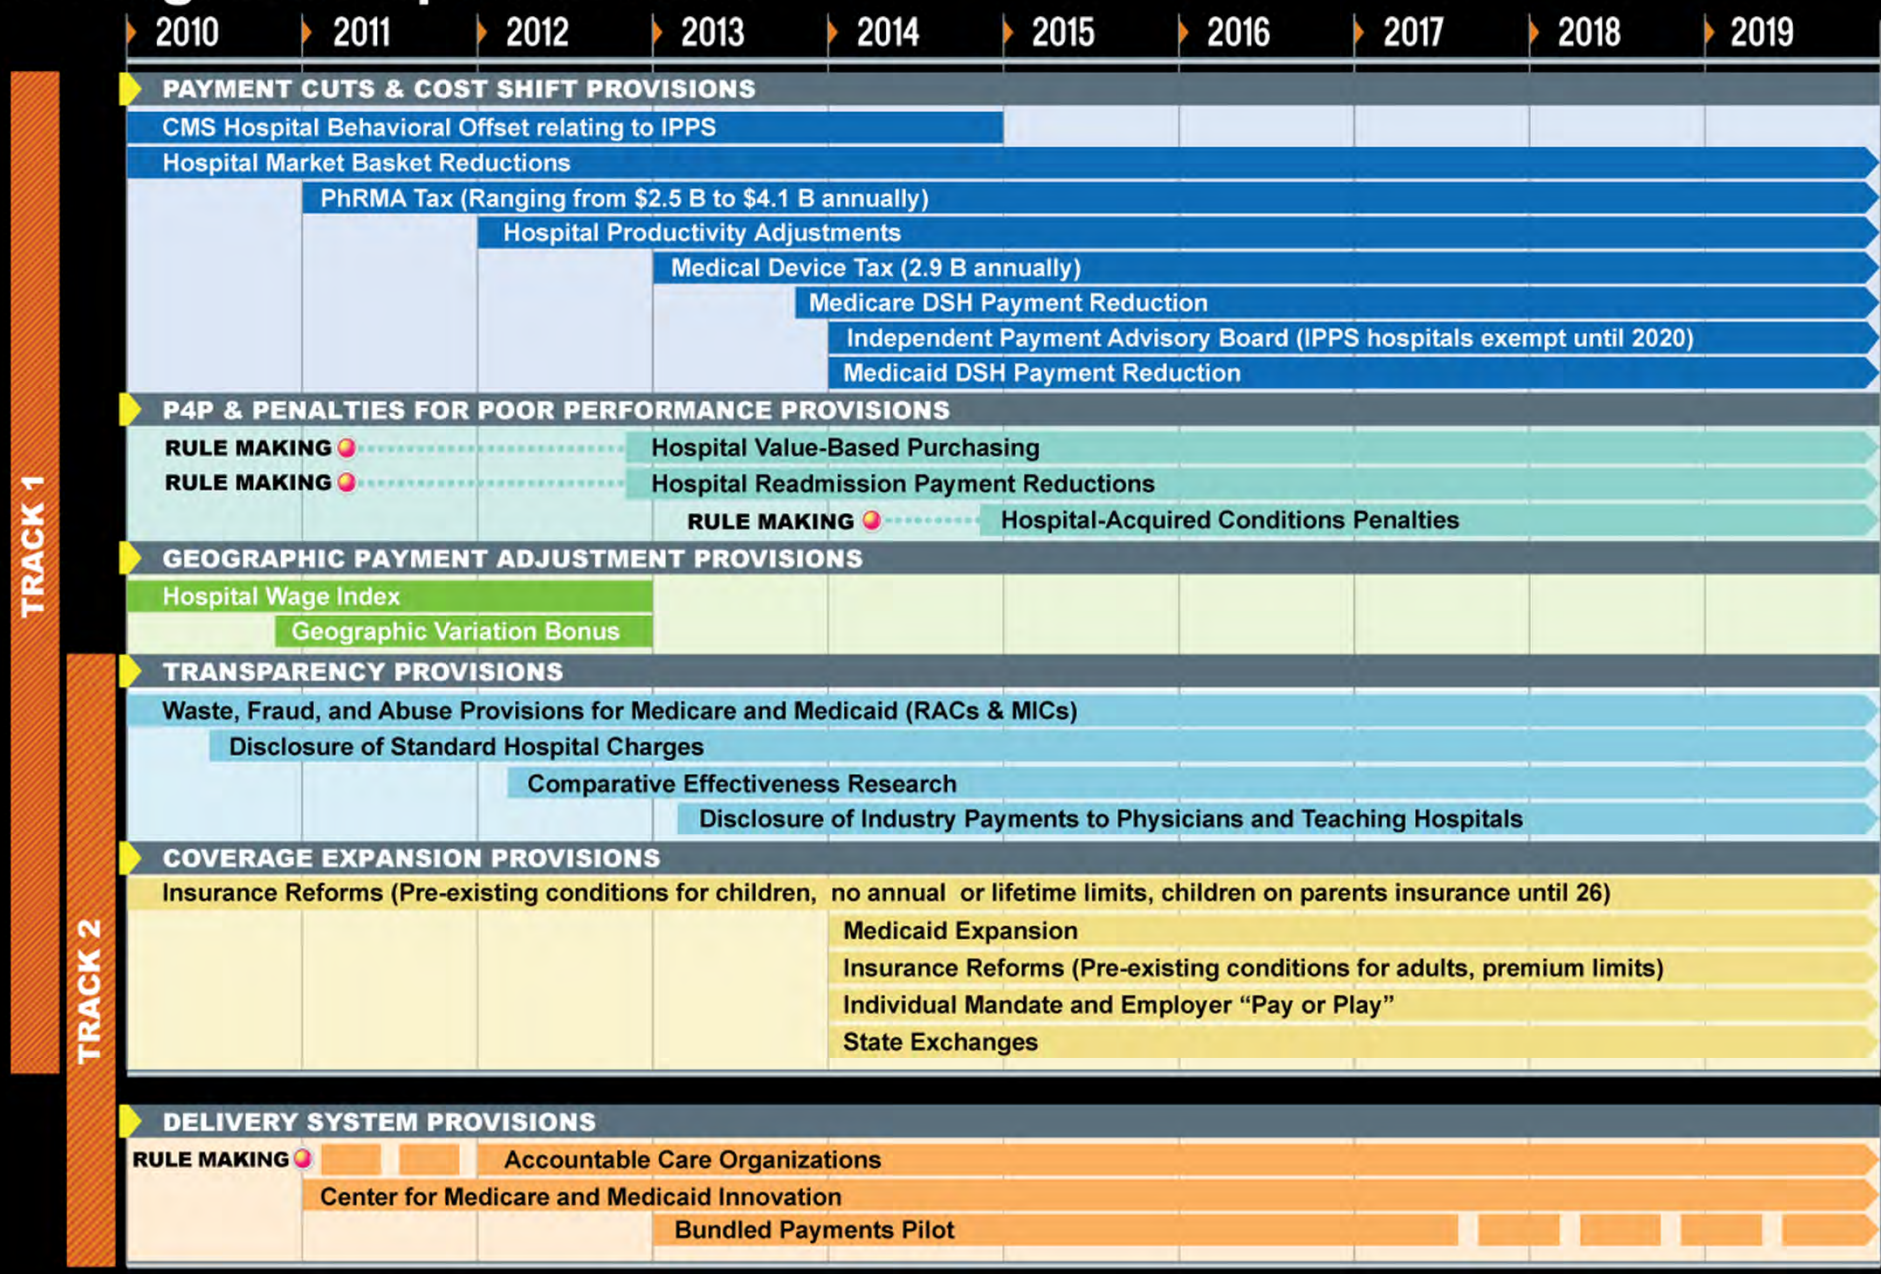 2010 2011 2012 2013 2014 2015 2016 2017 2018 2019
TRACK 1
TRACK 2
PAYMENT CUTS & COST SHIFT PROVISIONS
CMS Hospital Behavioral Offset relating to IPPS
Hospital Market Basket Reductions
PhRMA Tax (Ranging from $2.5 B to $4.1 B annually)
Hospital Productivity Adjustments
Medical Device Tax (2.9 B annually)
Medicare DSH Payment Reduction
Independent Payment Advisory Board (IPPS hospitals exempt until 2020)
Medicaid DSH Payment Reduction
P4P & PENALTIES FOR POOR PERFORMANCE PROVISIONS
RULE MAKING Hospital Value-Based Purchasing
RULE MAKING Hospital Readmission Payment Reductions
RULE MAKING Hospital-Acquired Conditions Penalties
GEOGRAPHIC PAYMENT ADJUSTMENT PROVISIONS
Hospital Wage Index
Geographic Variation Bonus
TRANSPARENCY PROVISIONS
Waste, Fraud, and Abuse Provisions for Medicare and Medicaid (RACs & MICs)
Disclosure of Standard Hospital Charges
Comparative Effectiveness Research
Disclosure of Industry Payments to Physicians and Teaching Hospitals
COVERAGE EXPANSION PROVISIONS
Insurance Reforms (Pre-existing conditions for children, no annual or lifetime limits, children on parents insurance until 26)
Medicaid Expansion
Insurance Reforms (Pre-existing conditions for adults, premium limits)
Individual Mandate and Employer “Pay or Play”
State Exchanges
DELIVERY SYSTEM PROVISIONS
RULE MAKING Accountable Care Organizations
Center for Medicare and Medicaid Innovation
Bundled Payments Pilot